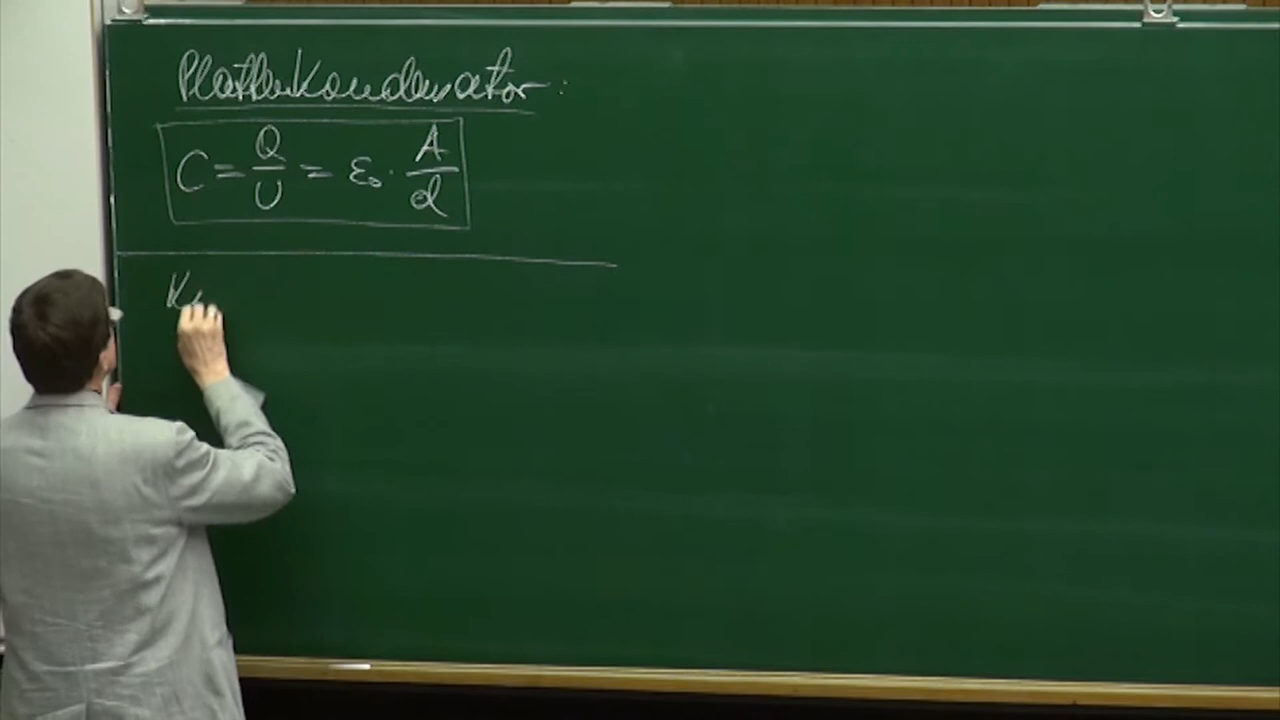 Plattenkondensator:
C = Q/U = ε₀ · A/d